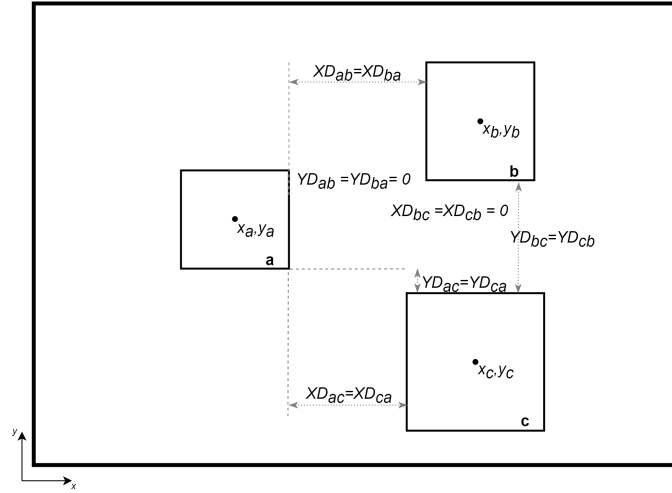 XDab=XDba
xb,yb
b
YDab =YDba= 0
XDbc =XDcb = 0
xa,ya
YDbc=YDcb
a
YDac=YDca
xc,yc
XDac=XDca
c
y
x